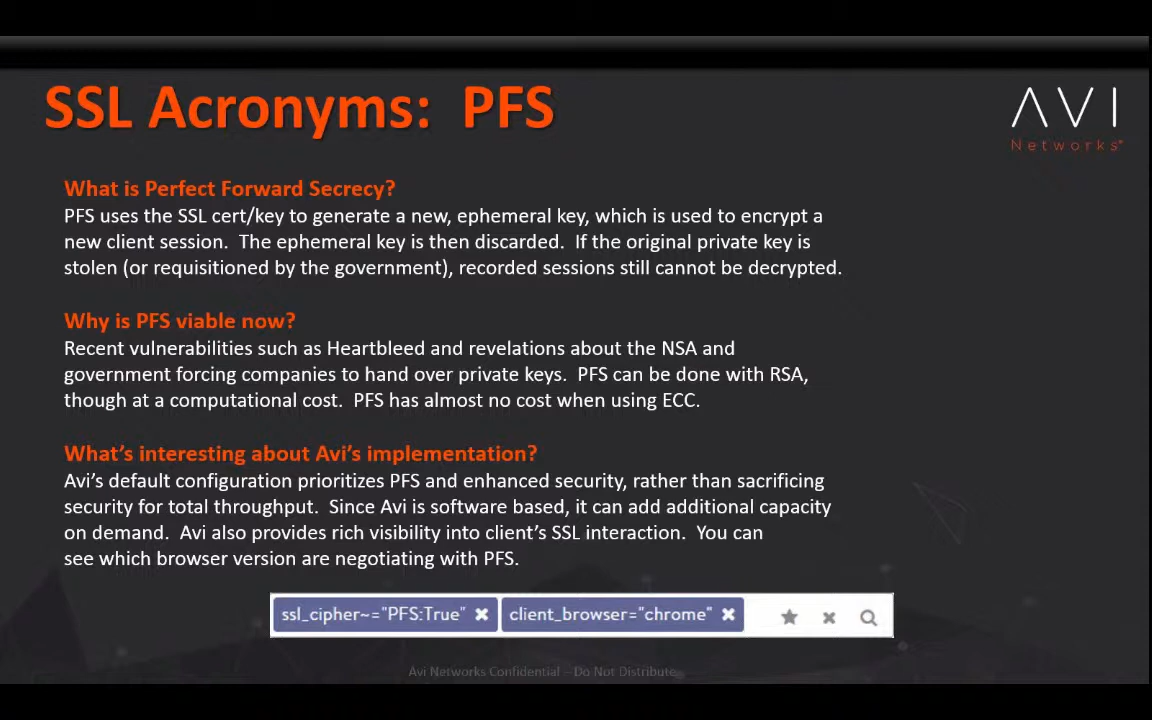 SSL Acronyms: PFS
AVI
Networks
What is Perfect Forward Secrecy?
PFS uses the SSL cert/key to generate a new, ephemeral key, which is used to encrypt a
new client session. The ephemeral key is then discarded. If the original private key is
stolen (or requisitioned by the government), recorded sessions still cannot be decrypted.
Why is PFS viable now?
Recent vulnerabilities such as Heartbleed and revelations about the NSA and
government forcing companies to hand over private keys. PFS can be done with RSA,
though at a computational cost. PFS has almost no cost when using ECC.
What's interesting about Avi's implementation?
Avi's default configuration prioritizes PFS and enhanced security, rather than sacrificing
security for total throughput. Since Avi is software based, it can add additional capacity
on demand. Avi also provides rich visibility into client's SSL interaction. You can
see which browser version are negotiating with PFS.
ssl_cipher~="PFS:True" client_browser="chrome"
Avi Networks Confidential – Do Not Distribute